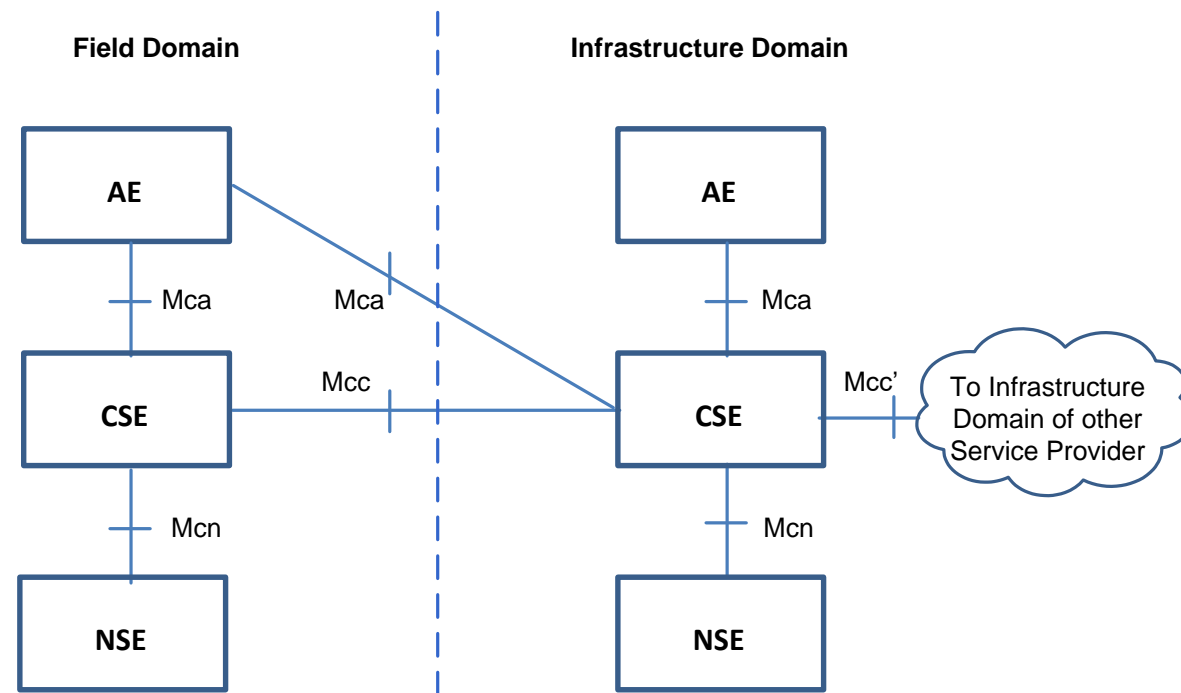 Field Domain
Infrastructure Domain
AE
AE
Mca
Mca
Mca
Mcc
Mcc’
CSE
CSE
To Infrastructure
Domain of other
Service Provider
Mcn
Mcn
NSE
NSE